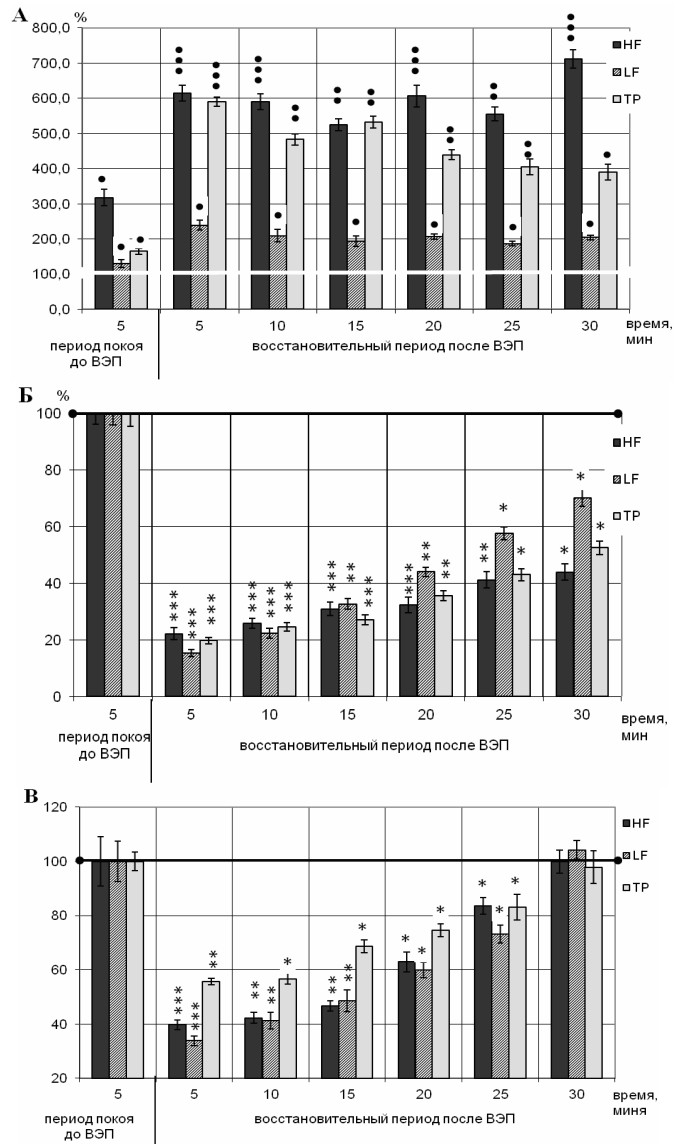 А
%
800,0
700,0
600,0
500,0
400,0
300,0
200,0
100,0
0,0
HF
LF
TP
5 5 10 15 20 25 30 время, мин
период покоя до ВЭП
восстановительный период после ВЭП
Б
%
100
80
60
40
20
0
HF
LF
TP
*** *** *** *** *** *** *** ** *** *** ** ** ** * * * * *
5 5 10 15 20 25 30 время, мин
период покоя до ВЭП
восстановительный период после ВЭП
В
120
100
80
60
40
20
HF
LF
TP
*** *** ** ** ** * ** ** * * * * * * *
5 5 10 15 20 25 30 время, миня
период покоя до ВЭП
восстановительный период после ВЭП